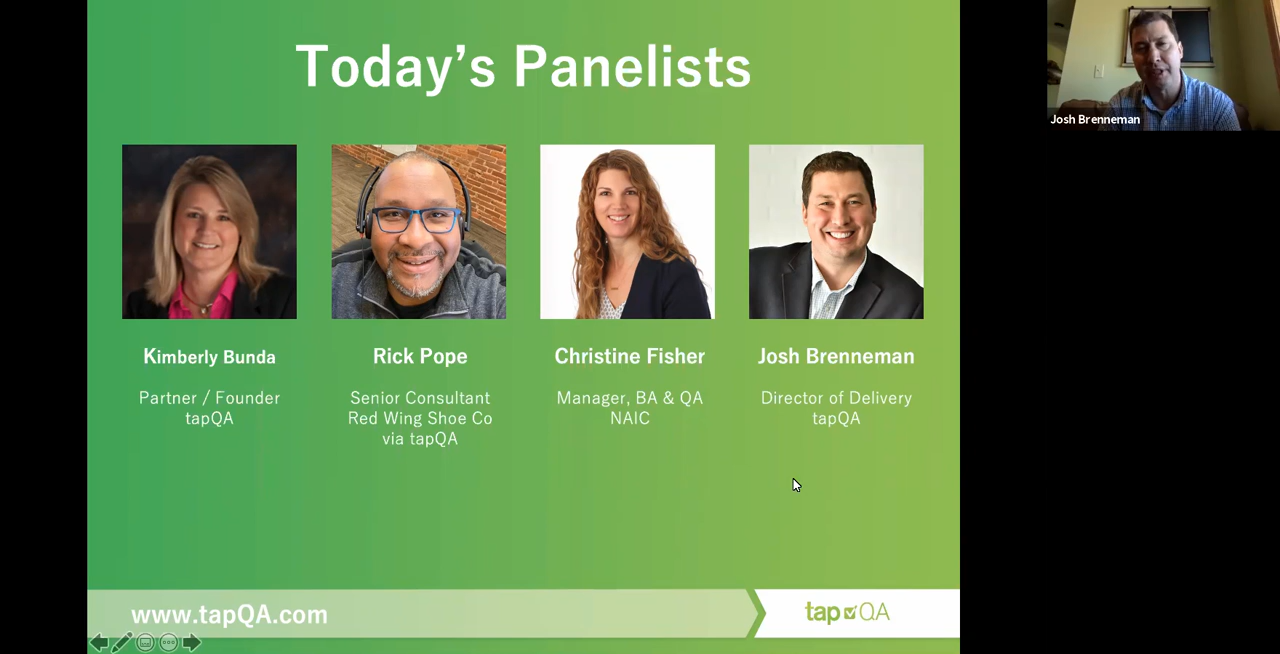 Today's Panelists
Josh Brenneman
Kimberly Bunda
Partner / Founder
tapQA
Rick Pope
Senior Consultant
Red Wing Shoe Co
via tapQA
Christine Fisher
Manager, BA & QA
NAIC
Josh Brenneman
Director of Delivery
tapQA
www.tapQA.com
tap QA